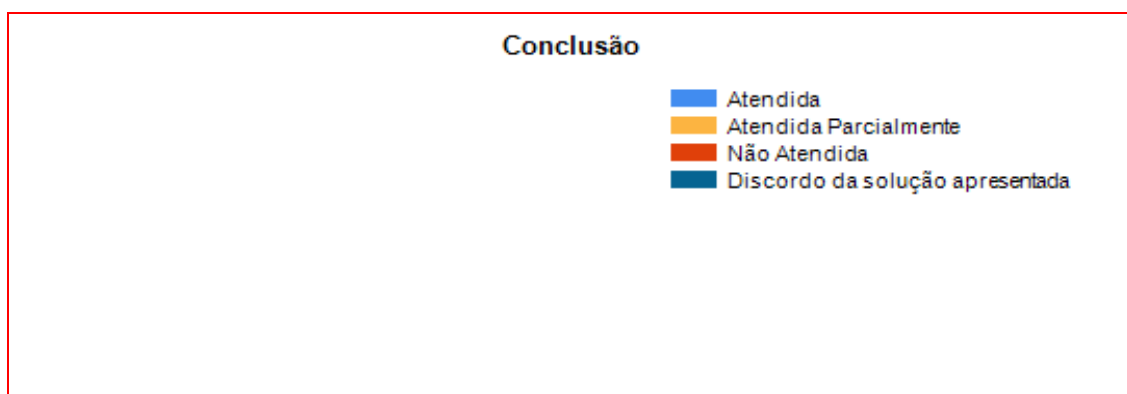 Conclusão
Atendida
Atendida Parcialmente
Não Atendida
Discordo da solução apresentada